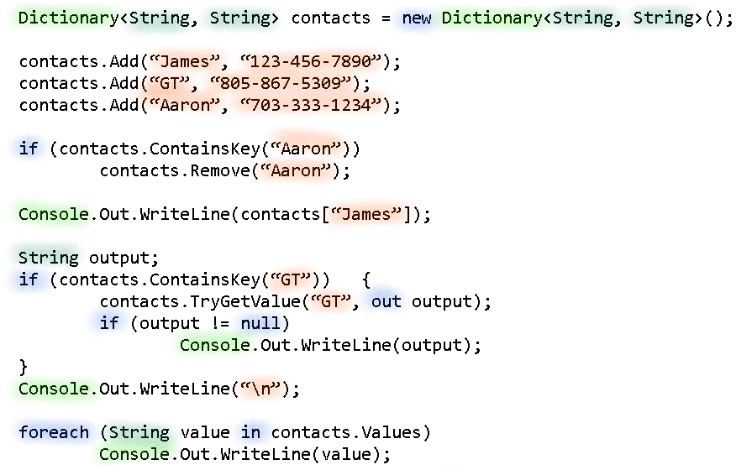 Dictionary<String, String> contacts = new Dictionary<String, String>();
contacts.Add(“James”, “123-456-7890”);
contacts.Add(“GT”, “805-867-5309”);
contacts.Add(“Aaron”, “703-333-1234”);
if (contacts.ContainsKey(“Aaron”))
contacts.Remove(“Aaron”);
Console.Out.WriteLine(contacts[“James”]);
String output;
if (contacts.ContainsKey(“GT”)) {
contacts.TryGetValue(“GT”, out output);
if (output != null)
Console.Out.WriteLine(output);
}
Console.Out.WriteLine(“\n”);
foreach (String value in contacts.Values)
Console.Out.WriteLine(value);